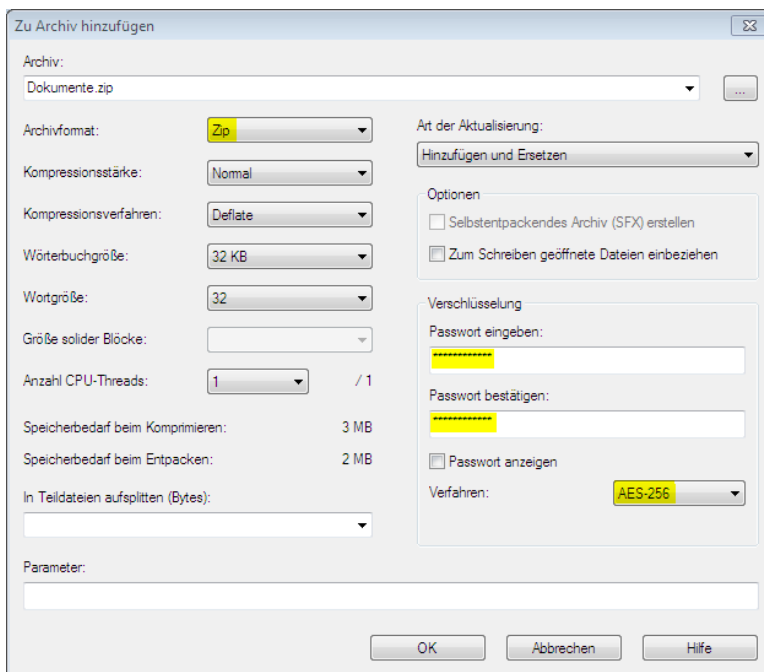 Zu Archiv hinzufügen
Archiv:
Dokumente.zip
...
Archivformat:
Zip
Kompressionsstärke:
Normal
Kompressionsverfahren:
Deflate
Wörterbuchgröße:
32 KB
Wortgröße:
32
Größe solider Blöcke:
Anzahl CPU-Threads:
1
/ 1
Speicherbedarf beim Komprimieren:
3 MB
Speicherbedarf beim Entpacken:
2 MB
In Teildateien aufsplitten (Bytes):
Art der Aktualisierung:
Hinzufügen und Ersetzen
Optionen
Selbstentpackendes Archiv (SFX) erstellen
Zum Schreiben geöffnete Dateien einbeziehen
Verschlüsselung
Passwort eingeben:
************
Passwort bestätigen:
************
Passwort anzeigen
Verfahren:
AES-256
Parameter:
OK
Abbrechen
Hilfe